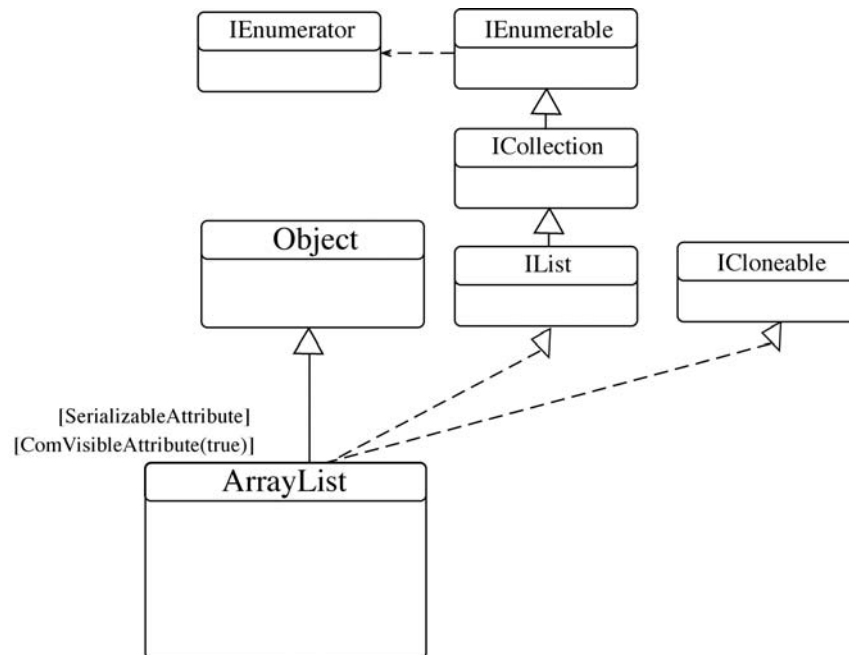 IEnumerator
IEnumerable
ICollection
Object
IList
ICloneable
[SerializableAttribute]
[ComVisibleAttribute(true)]
ArrayList